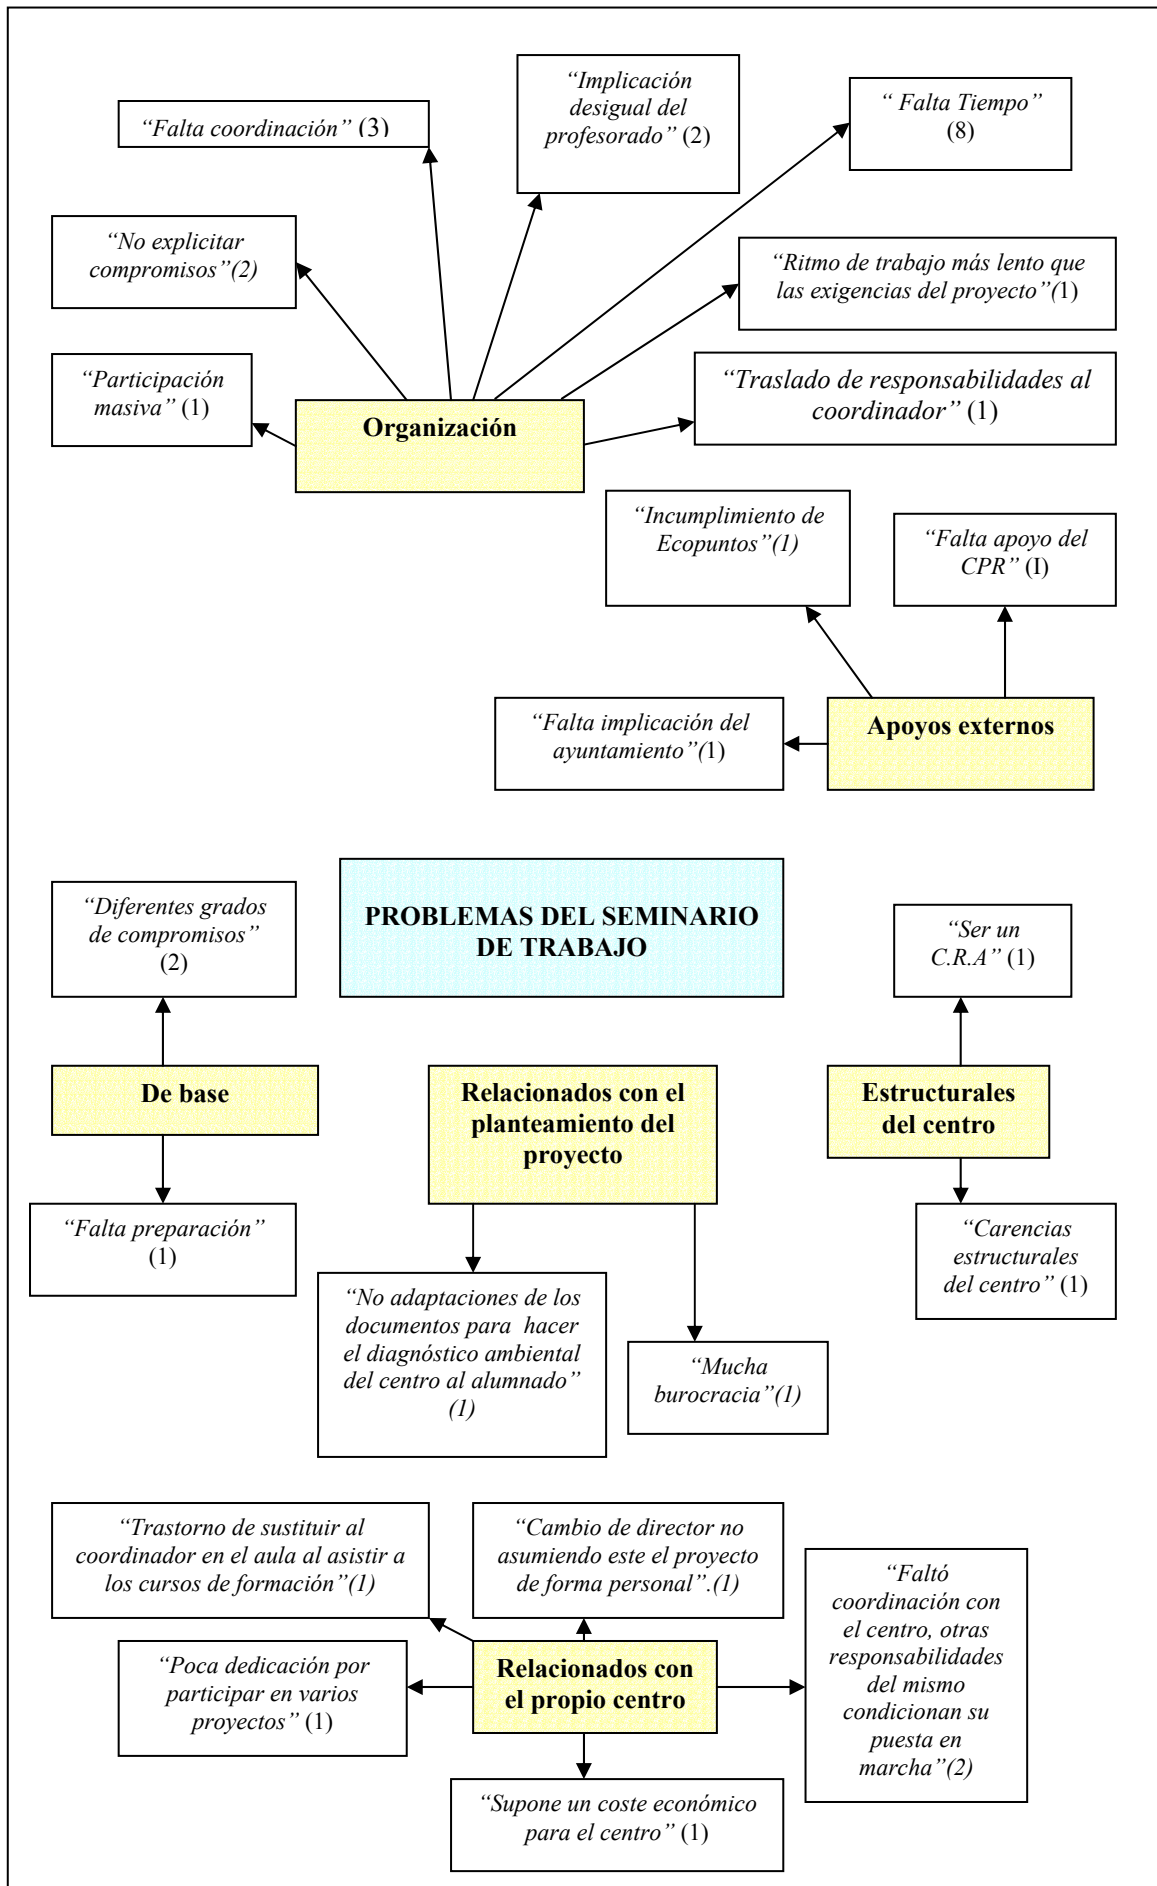 “Implicación
desigual del
profesorado” (2)
“ Falta Tiempo”
(8)
“Falta coordinación” (3)
“No explicitar
compromisos”(2)
“Ritmo de trabajo más lento que
las exigencias del proyecto”(1)
“Participación
masiva” (1)
“Traslado de responsabilidades al
coordinador” (1)
Organización
“Incumplimiento de
Ecopuntos”(1)
“Falta apoyo del
CPR” (I)
“Falta implicación del
ayuntamiento”(1)
Apoyos externos
“Diferentes grados
de compromisos”
(2)
PROBLEMAS DEL SEMINARIO
DE TRABAJO
“Ser un
C.R.A” (1)
De base
Relacionados con el
planteamiento del
proyecto
Estructurales
del centro
“Falta preparación”
(1)
“Carencias
estructurales
del centro” (1)
“No adaptaciones de los
documentos para  hacer
el diagnóstico ambiental
del centro al alumnado”
(1)
“Mucha
burocracia”(1)
“Trastorno de sustituir al
coordinador en el aula al asistir a
los cursos de formación”(1)
“Cambio de director no
asumiendo este el proyecto
de forma personal”.(1)
“Faltó
coordinación con
el centro, otras
responsabilidades
del mismo
condicionan su
puesta en
marcha”(2)
“Poca dedicación por
participar en varios
proyectos” (1)
Relacionados con
el propio centro
“Supone un coste económico
para el centro” (1)